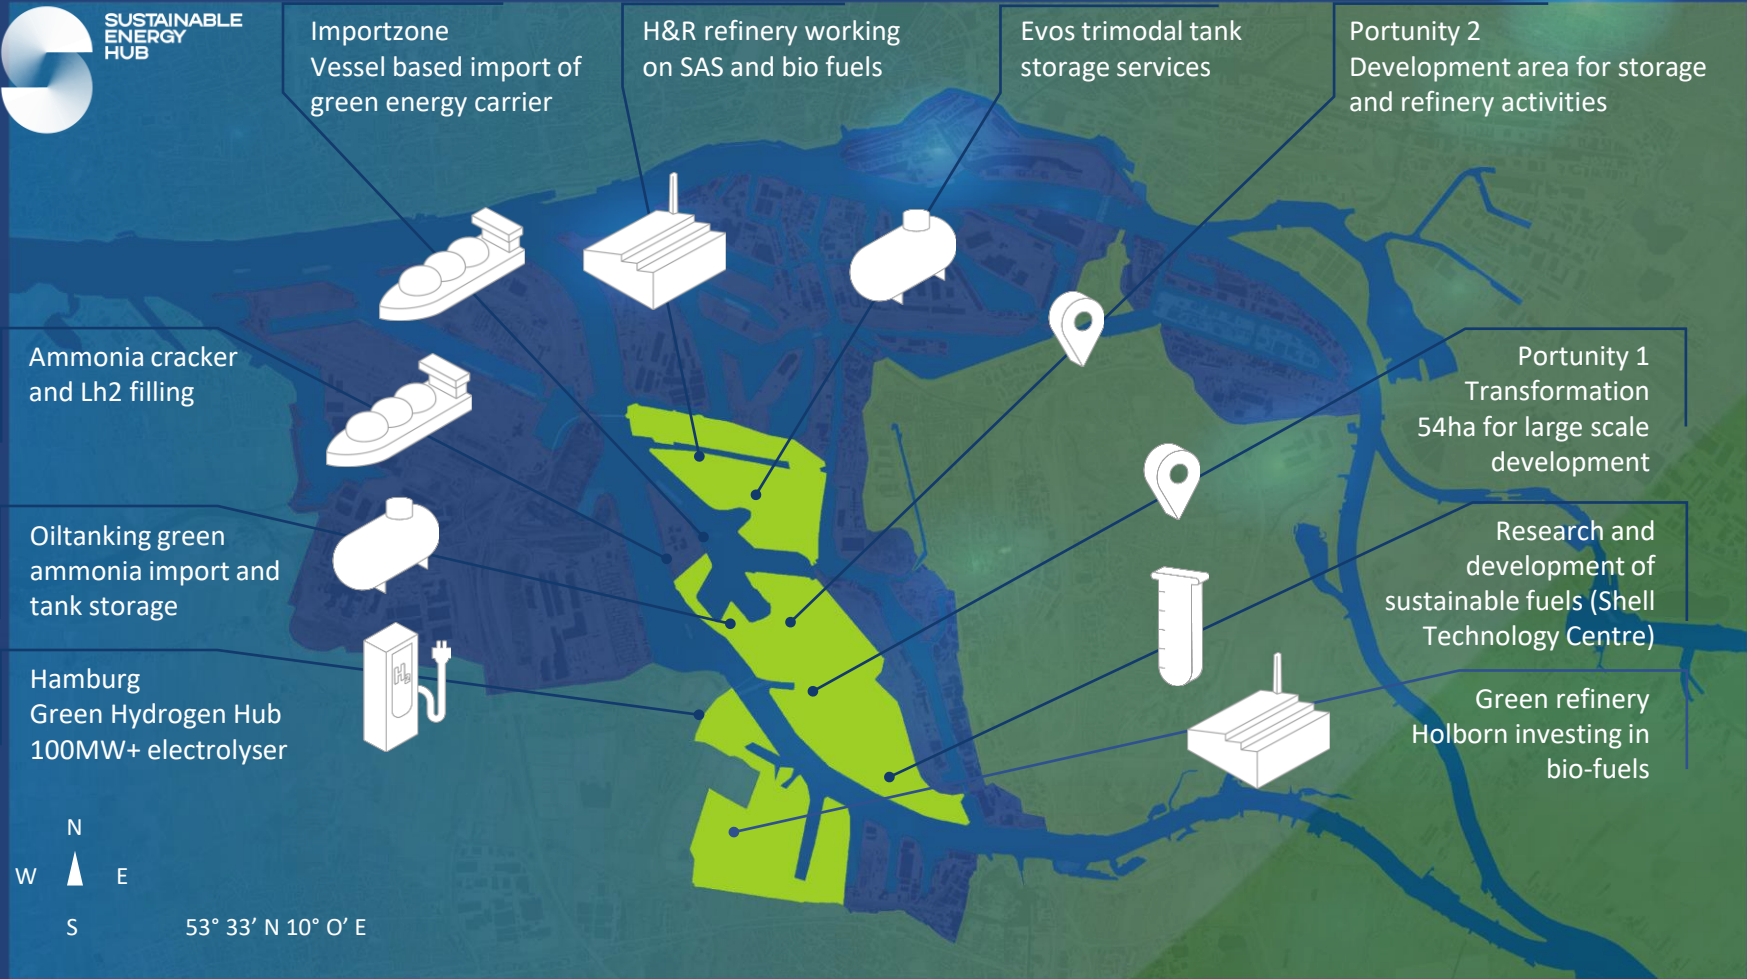 SUSTAINABLE
ENERGY
HUB
Importzone
Vessel based import of
green energy carrier
H&R refinery working
on SAS and bio fuels
Evos trimodal tank
storage services
Portunity 2
Development area for storage
and refinery activities
Ammonia cracker
and Lh2 filling
Portunity 1
Transformation
54ha for large scale
development
Oiltanking green
ammonia import and
tank storage
Research and
development of
sustainable fuels (Shell
Technology Centre)
Hamburg
Green Hydrogen Hub
100MW+ electrolyser
H2
Green refinery
Holborn investing in
bio-fuels
N
W E
S
53° 33’ N 10° O’ E